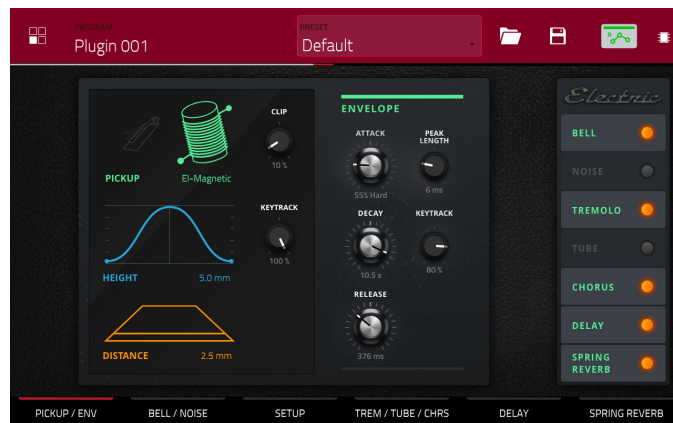 PROGRAM
Plugin 001
PRESET
Default
Electric
CLIP
10 %
PICKUP
El-Magnetic
KEYTRACK
100 %
HEIGHT
5.0 mm
DISTANCE
2.5 mm
ENVELOPE
ATTACK
55% Hard
PEAK
LENGTH
6 ms
DECAY
10.5 s
KEYTRACK
80 %
RELEASE
376 ms
BELL
NOISE
TREMOLO
TUBE
CHORUS
DELAY
SPRING
REVERB
PICKUP / ENV
BELL / NOISE
SETUP
TREM / TUBE / CHRS
DELAY
SPRING REVERB